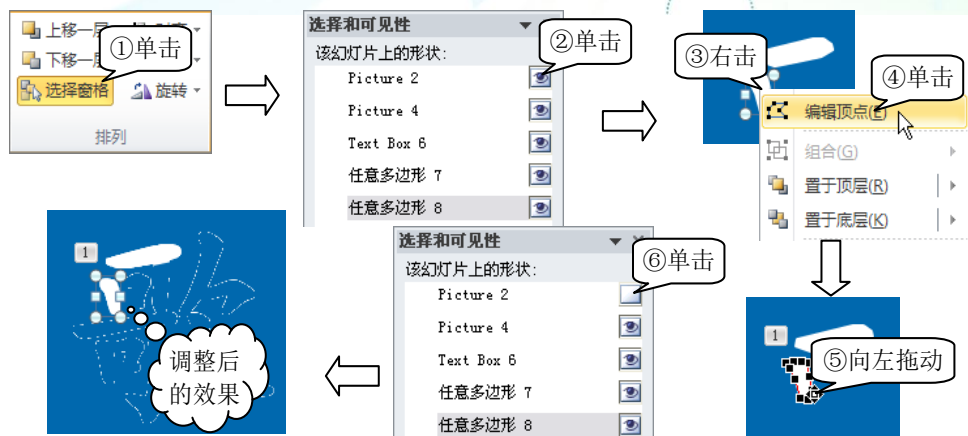 上移一层
①单击
下移一层
选择窗格
旋转
排列
选择和可见性
该幻灯片上的形状:
②单击
Picture 2
Picture 4
Text Box 6
任意多边形 7
任意多边形 8
③右击
④单击
编辑顶点(E)
组合(G)
置于顶层(R)
置于底层(K)
1
⑤向左拖动
选择和可见性
该幻灯片上的形状:
⑥单击
Picture 2
Picture 4
Text Box 6
任意多边形 7
任意多边形 8
1
调整后
的效果